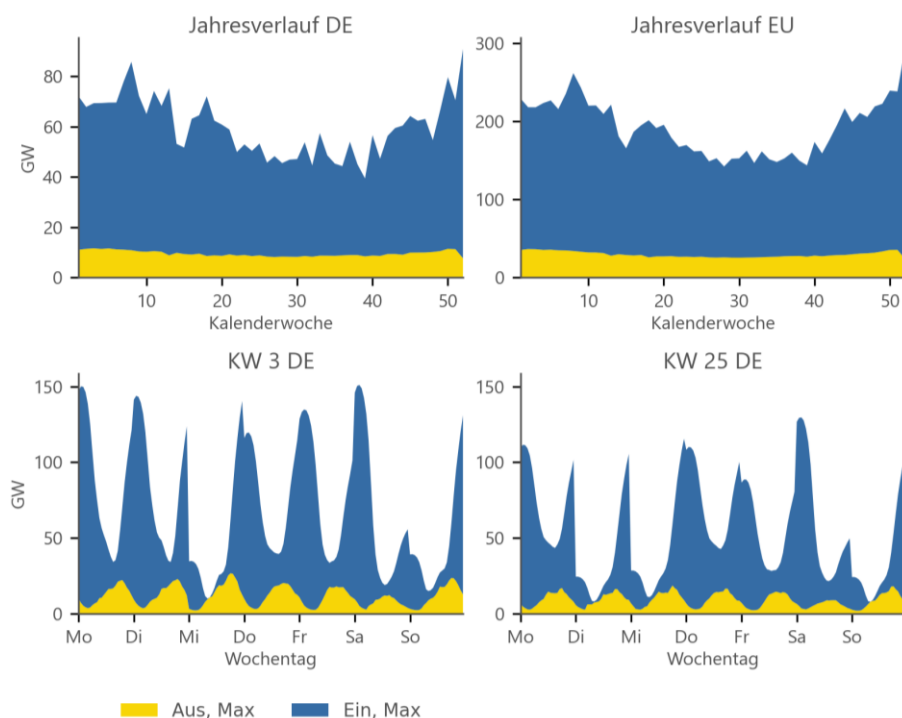 Jahresverlauf DE
80
60
40
20
0
GW
10 20 30 40 50
Kalenderwoche
Jahresverlauf EU
300
200
100
0
10 20 30 40 50
Kalenderwoche
KW 3 DE
150
100
50
0
GW
Mo Di Mi Do Fr Sa So
Wochentag
KW 25 DE
150
100
50
0
Mo Di Mi Do Fr Sa So
Wochentag
Aus, Max Ein, Max